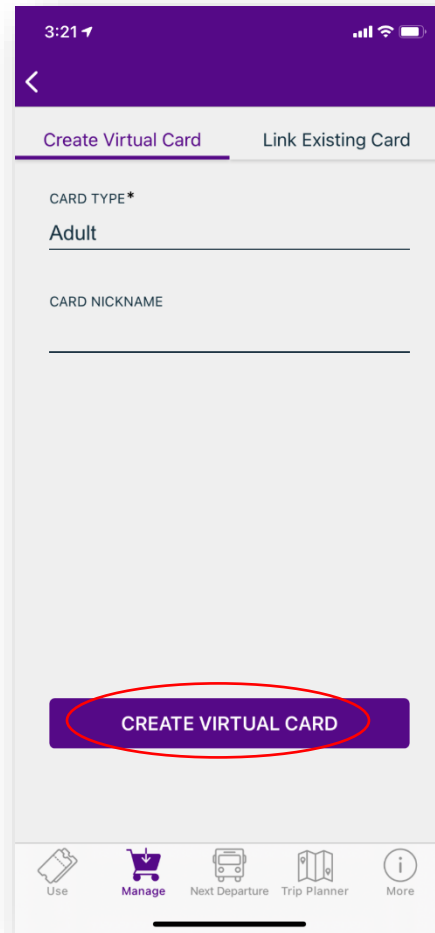 3:21
Create Virtual Card Link Existing Card
CARD TYPE*
Adult
CARD NICKNAME
CREATE VIRTUAL CARD
Use Manage Next Departure Trip Planner More